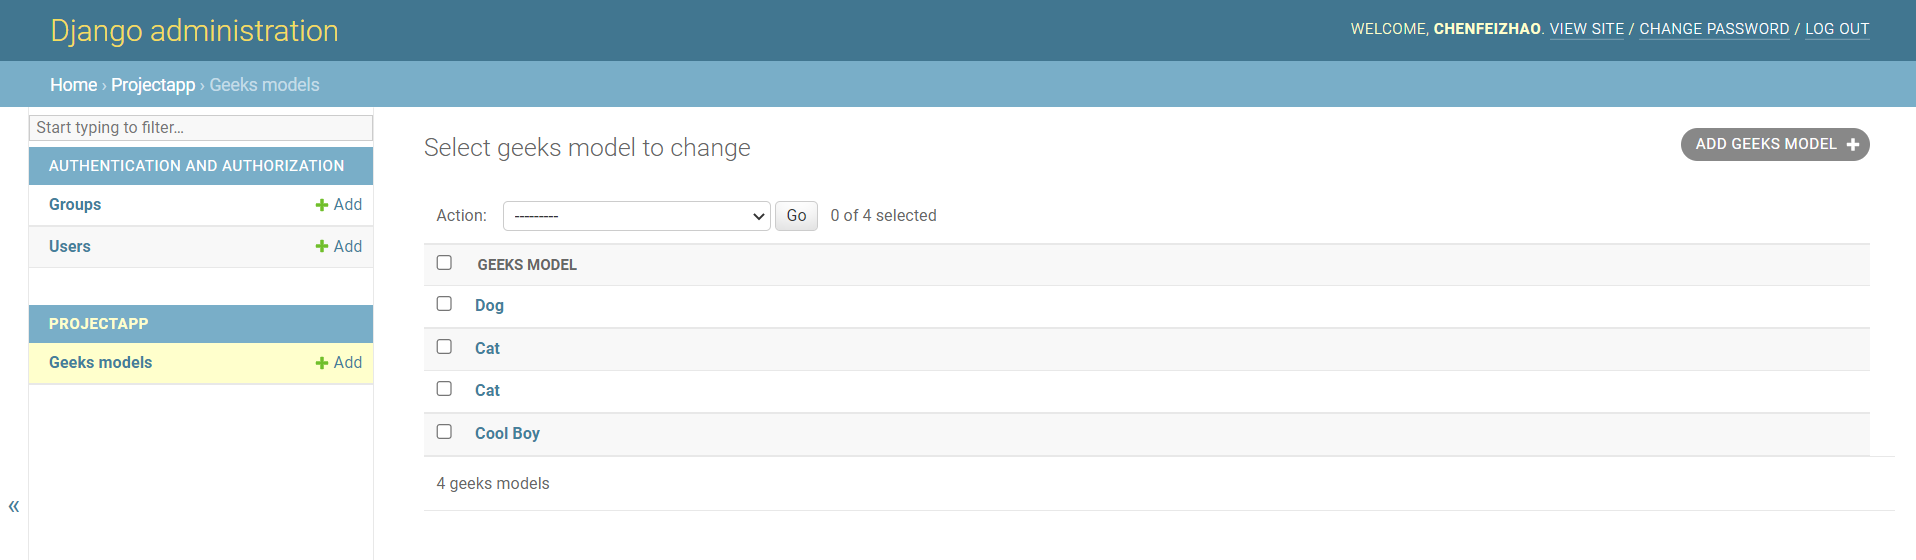 Django administration
WELCOME, CHENFEIZHAO. VIEW SITE / CHANGE PASSWORD / LOG OUT
Home › Projectapp › Geeks models
Start typing to filter…
AUTHENTICATION AND AUTHORIZATION
Groups + Add
Users + Add
PROJECTAPP
Geeks models + Add
«
Select geeks model to change
ADD GEEKS MODEL +
Action: --------- Go 0 of 4 selected
GEEKS MODEL
Dog
Cat
Cat
Cool Boy
4 geeks models